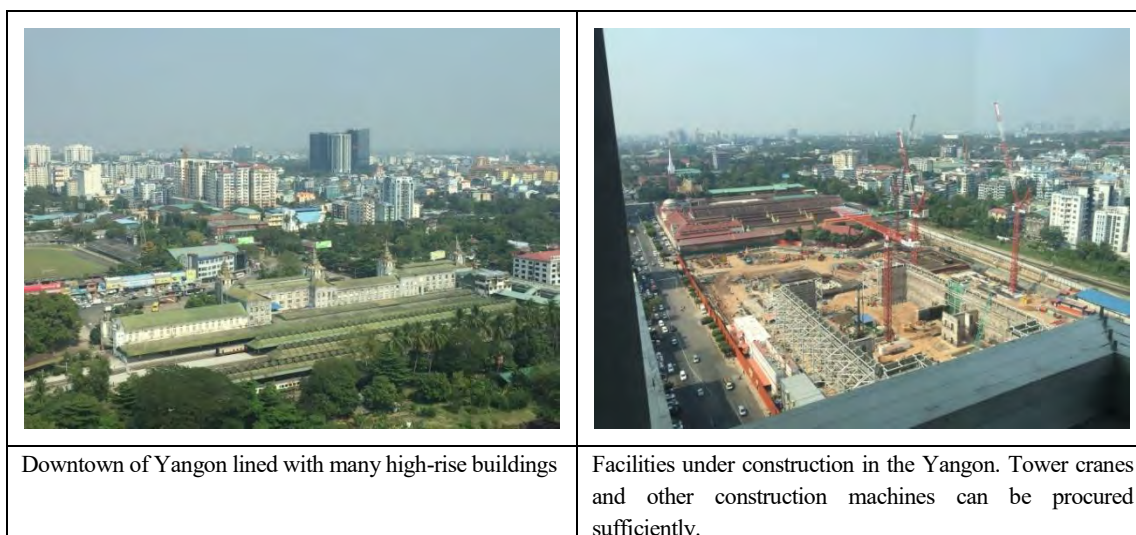 Downtown of Yangon lined with many high-rise buildings
Facilities under construction in the Yangon. Tower cranes
and other construction machines can be procured
sufficiently.